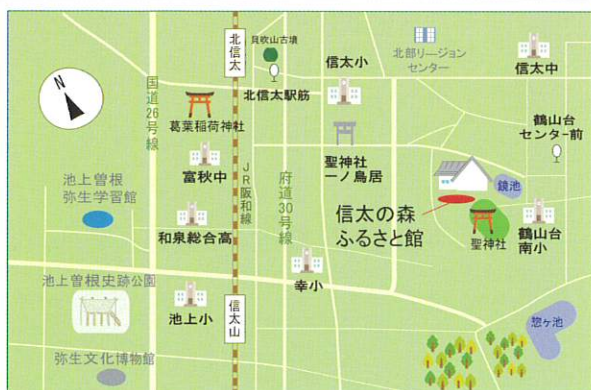 貝吹山古墳
北信太
北信太駅筋
北部リージョン
センター
信太小
信太中
N
国道26号線
葛葉稲荷神社
鶴山台
センター前
聖神社
一ノ鳥居
富秋中
JR阪和線
府道30号線
鏡池
池上曽根
弥生学習館
信太の森
ふるさと館
和泉総合高
聖神社
鶴山台
南小
池上曽根史跡公園
幸小
池上小
信太山
惣ヶ池
弥生文化博物館